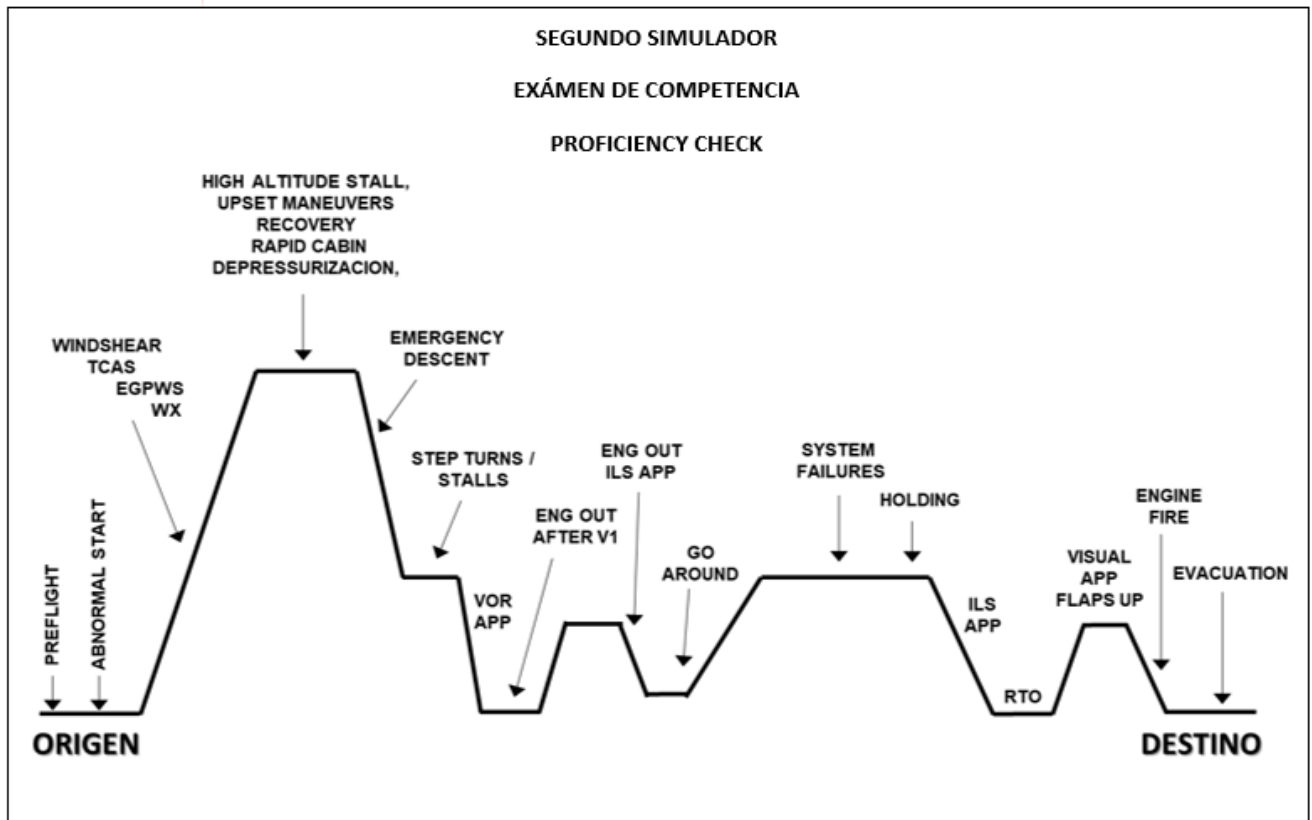 SEGUNDO SIMULADOR
EXÁMEN DE COMPETENCIA
PROFICIENCY CHECK
HIGH ALTITUDE STALL,
UPSET MANEUVERS
RECOVERY
RAPID CABIN
DEPRESSURIZACION,
WINDSHEAR
TCAS
EGPWS
WX
EMERGENCY
DESCENT
STEP TURNS /
STALLS
ENG OUT
AFTER V1
ENG OUT
ILS APP
GO
AROUND
SYSTEM
FAILURES
HOLDING
ENGINE
FIRE
VISUAL
APP
FLAPS UP
EVACUATION
PREFLIGHT
ABNORMAL START
VOR
APP
ILS
APP
RTO
ORIGEN
DESTINO